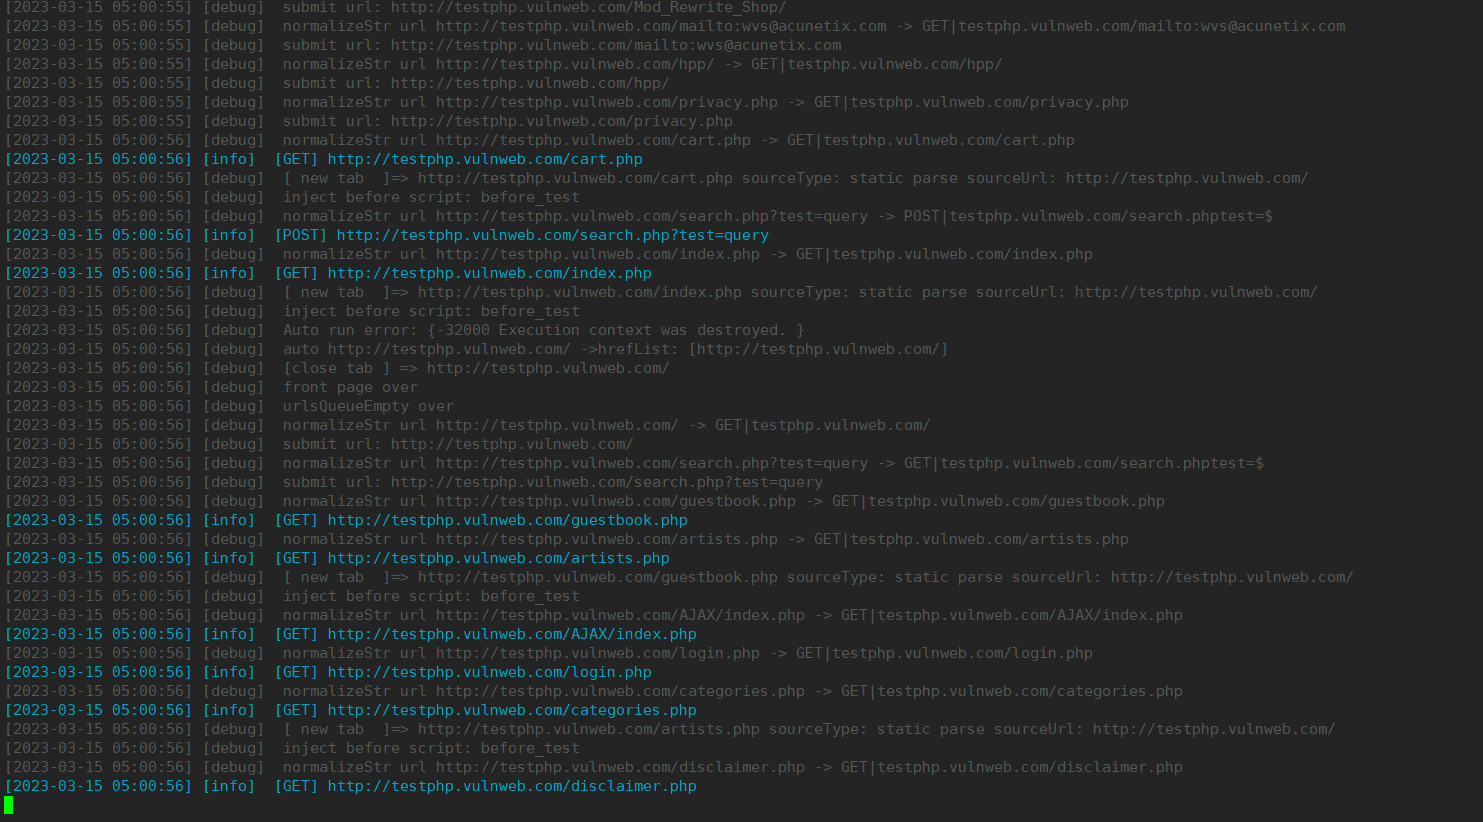 [2023-03-15 05:00:55] [debug]  submit url: http://testphp.vulnweb.com/Mod_Rewrite_Shop/
[2023-03-15 05:00:55] [debug]  normalizeStr url http://testphp.vulnweb.com/mailto:wvs@acunetix.com -> GET|testphp.vulnweb.com/mailto:wvs@acunetix.com
[2023-03-15 05:00:55] [debug]  submit url: http://testphp.vulnweb.com/mailto:wvs@acunetix.com
[2023-03-15 05:00:55] [debug]  normalizeStr url http://testphp.vulnweb.com/hpp/ -> GET|testphp.vulnweb.com/hpp/
[2023-03-15 05:00:55] [debug]  submit url: http://testphp.vulnweb.com/hpp/
[2023-03-15 05:00:55] [debug]  normalizeStr url http://testphp.vulnweb.com/privacy.php -> GET|testphp.vulnweb.com/privacy.php
[2023-03-15 05:00:55] [debug]  submit url: http://testphp.vulnweb.com/privacy.php
[2023-03-15 05:00:56] [debug]  normalizeStr url http://testphp.vulnweb.com/cart.php -> GET|testphp.vulnweb.com/cart.php
[2023-03-15 05:00:56] [info]  [GET] http://testphp.vulnweb.com/cart.php
[2023-03-15 05:00:56] [debug]  [ new tab  ]=> http://testphp.vulnweb.com/cart.php sourceType: static parse sourceUrl: http://testphp.vulnweb.com/
[2023-03-15 05:00:56] [debug]  inject before script: before_test
[2023-03-15 05:00:56] [debug]  normalizeStr url http://testphp.vulnweb.com/search.php?test=query -> POST|testphp.vulnweb.com/search.phptest=$
[2023-03-15 05:00:56] [info]  [POST] http://testphp.vulnweb.com/search.php?test=query
[2023-03-15 05:00:56] [debug]  normalizeStr url http://testphp.vulnweb.com/index.php -> GET|testphp.vulnweb.com/index.php
[2023-03-15 05:00:56] [info]  [GET] http://testphp.vulnweb.com/index.php
[2023-03-15 05:00:56] [debug]  [ new tab  ]=> http://testphp.vulnweb.com/index.php sourceType: static parse sourceUrl: http://testphp.vulnweb.com/
[2023-03-15 05:00:56] [debug]  inject before script: before_test
[2023-03-15 05:00:56] [debug]  Auto run error: {-32000 Execution context was destroyed. }
[2023-03-15 05:00:56] [debug]  auto http://testphp.vulnweb.com/ ->hrefList: [http://testphp.vulnweb.com/]
[2023-03-15 05:00:56] [debug]  [close tab ] => http://testphp.vulnweb.com/
[2023-03-15 05:00:56] [debug]  front page over
[2023-03-15 05:00:56] [debug]  urlsQueueEmpty over
[2023-03-15 05:00:56] [debug]  normalizeStr url http://testphp.vulnweb.com/ -> GET|testphp.vulnweb.com/
[2023-03-15 05:00:56] [debug]  submit url: http://testphp.vulnweb.com/
[2023-03-15 05:00:56] [debug]  normalizeStr url http://testphp.vulnweb.com/search.php?test=query -> GET|testphp.vulnweb.com/search.phptest=$
[2023-03-15 05:00:56] [debug]  submit url: http://testphp.vulnweb.com/search.php?test=query
[2023-03-15 05:00:56] [debug]  normalizeStr url http://testphp.vulnweb.com/guestbook.php -> GET|testphp.vulnweb.com/guestbook.php
[2023-03-15 05:00:56] [info]  [GET] http://testphp.vulnweb.com/guestbook.php
[2023-03-15 05:00:56] [debug]  normalizeStr url http://testphp.vulnweb.com/artists.php -> GET|testphp.vulnweb.com/artists.php
[2023-03-15 05:00:56] [info]  [GET] http://testphp.vulnweb.com/artists.php
[2023-03-15 05:00:56] [debug]  [ new tab  ]=> http://testphp.vulnweb.com/guestbook.php sourceType: static parse sourceUrl: http://testphp.vulnweb.com/
[2023-03-15 05:00:56] [debug]  inject before script: before_test
[2023-03-15 05:00:56] [debug]  normalizeStr url http://testphp.vulnweb.com/AJAX/index.php -> GET|testphp.vulnweb.com/AJAX/index.php
[2023-03-15 05:00:56] [info]  [GET] http://testphp.vulnweb.com/AJAX/index.php
[2023-03-15 05:00:56] [debug]  normalizeStr url http://testphp.vulnweb.com/login.php -> GET|testphp.vulnweb.com/login.php
[2023-03-15 05:00:56] [info]  [GET] http://testphp.vulnweb.com/login.php
[2023-03-15 05:00:56] [debug]  normalizeStr url http://testphp.vulnweb.com/categories.php -> GET|testphp.vulnweb.com/categories.php
[2023-03-15 05:00:56] [info]  [GET] http://testphp.vulnweb.com/categories.php
[2023-03-15 05:00:56] [debug]  [ new tab  ]=> http://testphp.vulnweb.com/artists.php sourceType: static parse sourceUrl: http://testphp.vulnweb.com/
[2023-03-15 05:00:56] [debug]  inject before script: before_test
[2023-03-15 05:00:56] [debug]  normalizeStr url http://testphp.vulnweb.com/disclaimer.php -> GET|testphp.vulnweb.com/disclaimer.php
[2023-03-15 05:00:56] [info]  [GET] http://testphp.vulnweb.com/disclaimer.php